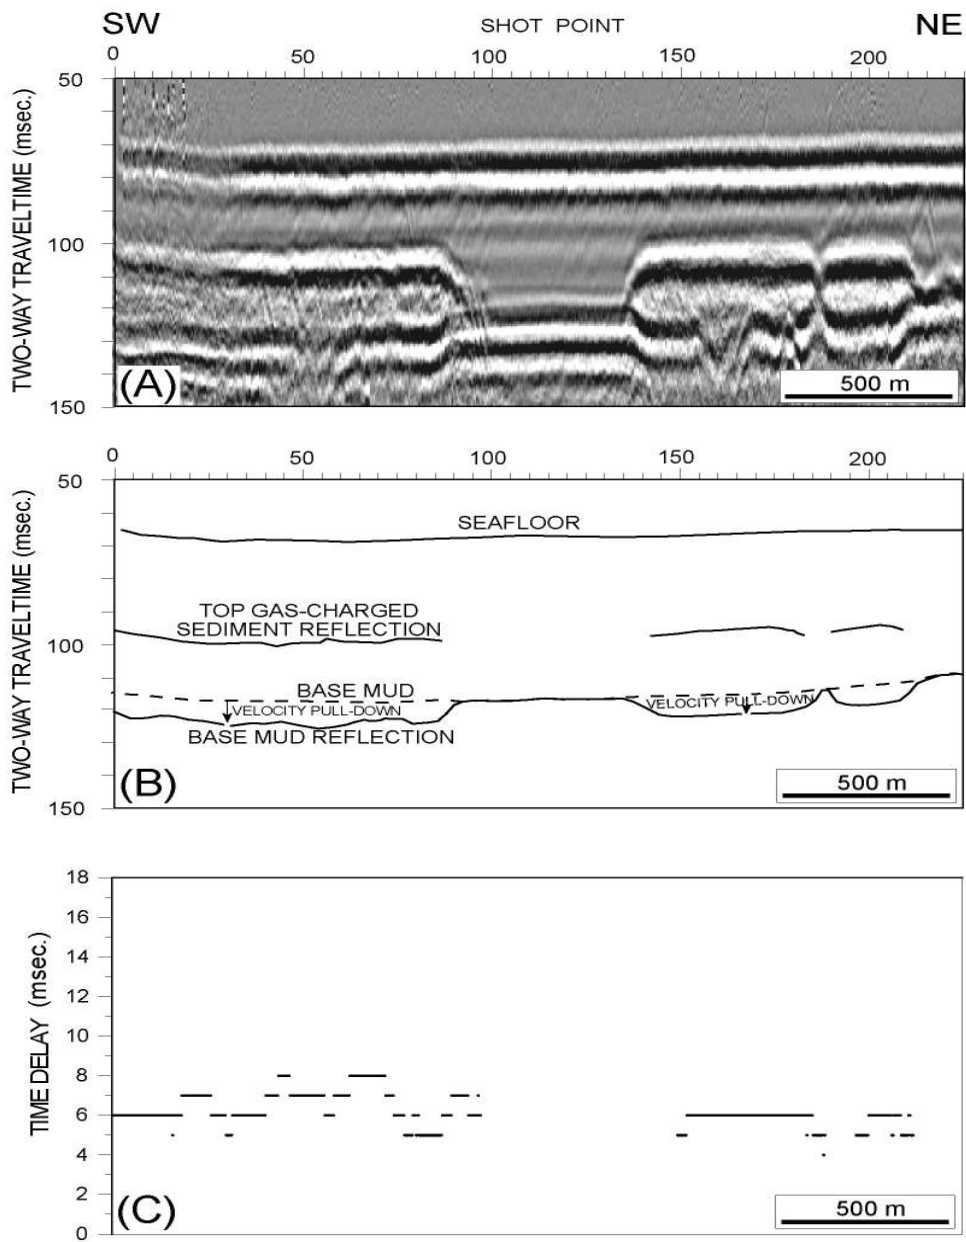 SW
SHOT POINT
NE
0 50 100 150 200
TWO-WAY TRAVELTIME (msec.)
50
100
150
(A)
500 m
0 50 100 150 200
TWO-WAY TRAVELTIME (msec.)
50
100
150
SEAFLOOR
TOP GAS-CHARGED
SEDIMENT REFLECTION
BASE MUD
VELOCITY PULL-DOWN
VELOCITY PULL-DOWN
BASE MUD REFLECTION
(B)
500 m
TIME DELAY (msec.)
18
16
14
12
10
8
6
4
2
0
(C)
500 m